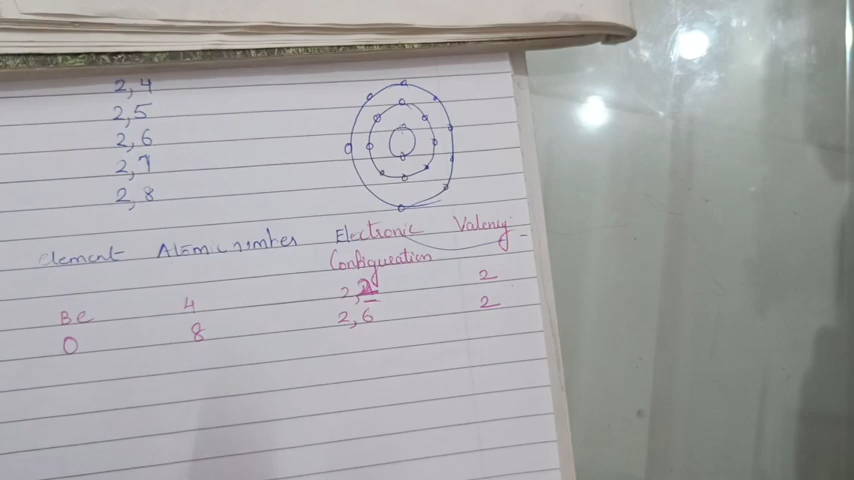 2,4
2,5
2,6
2,7
2,8
element Atomic number Electronic Configuration Valency
Be 4 2,2 2
O 8 2,6 2